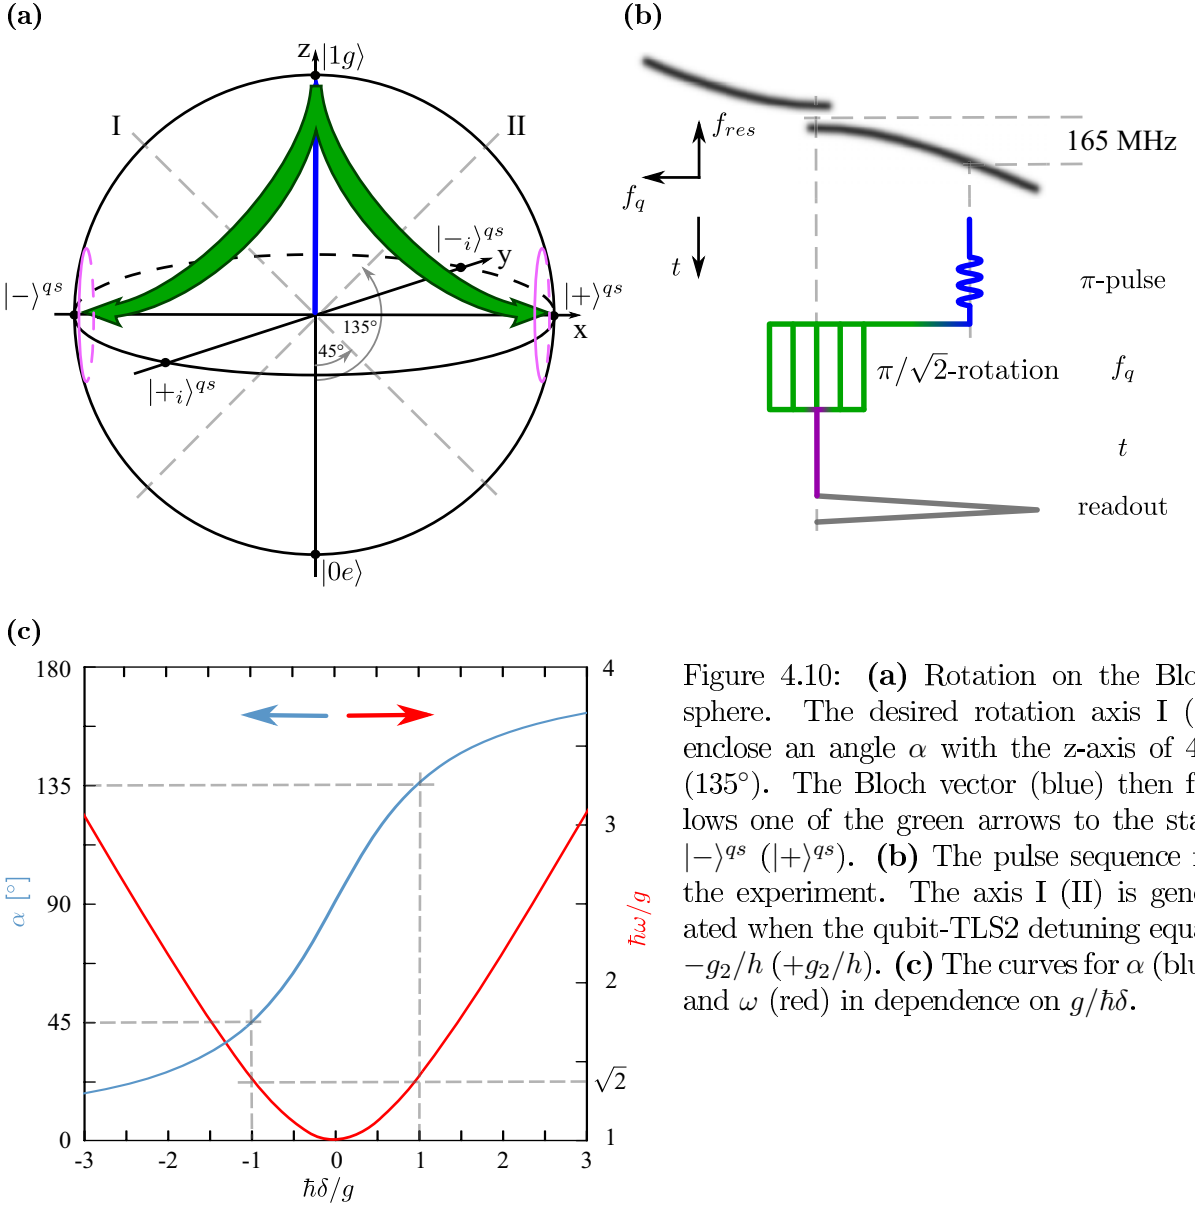 (a)
z
|1g⟩
I
II
|−ᵢ⟩^{qs}
y
|−⟩^{qs}
|+⟩^{qs}
x
135°
45°
|+ᵢ⟩^{qs}
|0e⟩
(b)
f_{res}
165 MHz
f_q
t
π-pulse
π/√2-rotation
f_q
t
readout
(c)
180
135
90
45
0
α [°]
-3
-2
-1
0
1
2
3
ħδ/g
4
3
2
√2
1
ħω/g
Figure 4.10: (a) Rotation on the Blo
sphere. The desired rotation axis I (
enclose an angle α with the z-axis of 4
(135°). The Bloch vector (blue) then f
lows one of the green arrows to the sta
|−⟩^{qs} (|+⟩^{qs}). (b) The pulse sequence
the experiment. The axis I (II) is gene
ated when the qubit-TLS2 detuning equa
−g₂/h (+g₂/h). (c) The curves for α (blu
and ω (red) in dependence on g/ħδ.